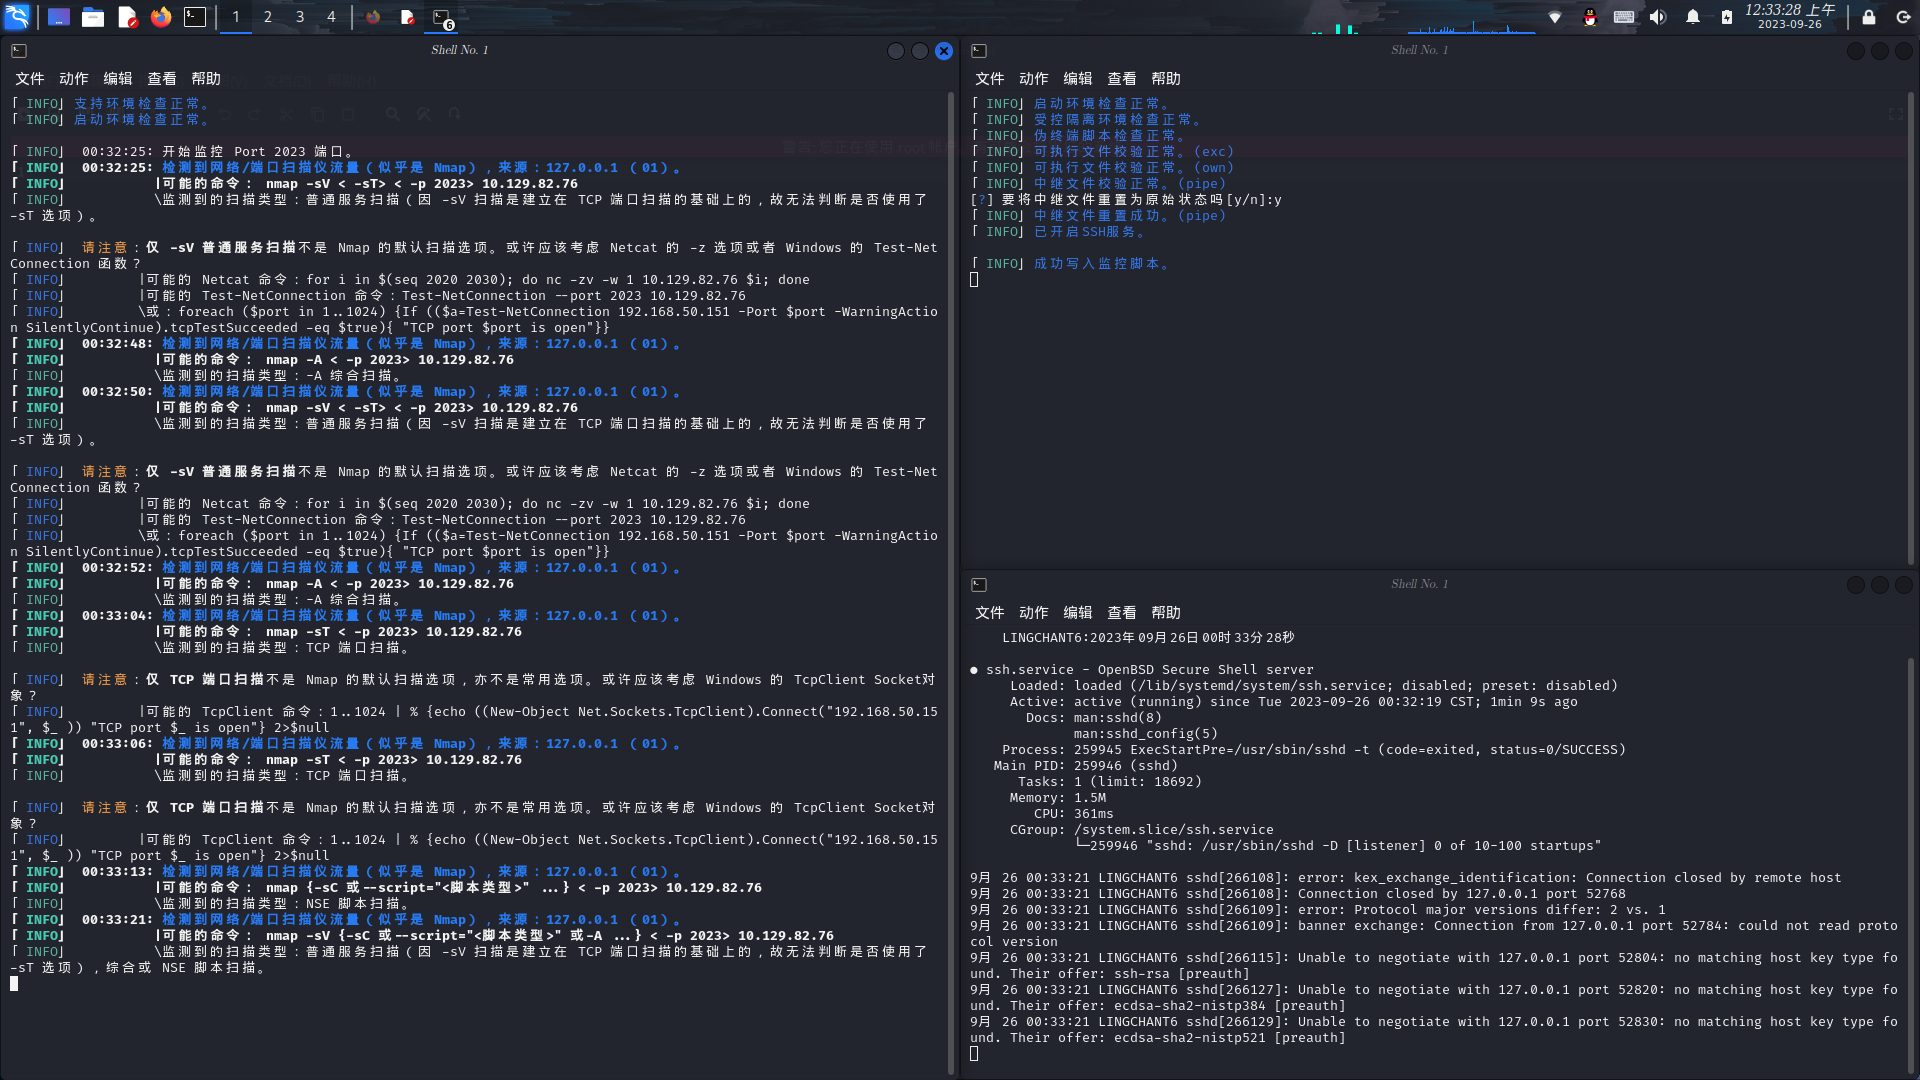 1 2 3 4
6
12:33:28 上午
2023-09-26
Shell No. 1
文件 动作 编辑 查看 帮助
「 INFO」 支持环境检查正常。
「 INFO」 启动环境检查正常。
「 INFO」  00:32:25: 开始监控 Port 2023 端口。
「 INFO」  00:32:25: 检测到网络/端口扫描仪流量（似乎是 Nmap），来源：127.0.0.1 （01）。
「 INFO」           |可能的命令： nmap -sV < -sT> < -p 2023> 10.129.82.76
「 INFO」           \监测到的扫描类型：普通服务扫描（因 -sV 扫描是建立在 TCP 端口扫描的基础上的，故无法判断是否使用了
-sT 选项）。
「 INFO」  请注意：仅 -sV 普通服务扫描不是 Nmap 的默认扫描选项。或许应该考虑 Netcat 的 -z 选项或者 Windows 的 Test-Net
Connection 函数？
「 INFO」         |可能的 Netcat 命令：for i in $(seq 2020 2030); do nc -zv -w 1 10.129.82.76 $i; done
「 INFO」         |可能的 Test-NetConnection 命令：Test-NetConnection --port 2023 10.129.82.76
「 INFO」         \或：foreach ($port in 1..1024) {If (($a=Test-NetConnection 192.168.50.151 -Port $port -WarningActio
n SilentlyContinue).tcpTestSucceeded -eq $true){ "TCP port $port is open"}}
「 INFO」  00:32:48: 检测到网络/端口扫描仪流量（似乎是 Nmap），来源：127.0.0.1 （01）。
「 INFO」           |可能的命令： nmap -A < -p 2023> 10.129.82.76
「 INFO」           \监测到的扫描类型：-A 综合扫描。
「 INFO」  00:32:50: 检测到网络/端口扫描仪流量（似乎是 Nmap），来源：127.0.0.1 （01）。
「 INFO」           |可能的命令： nmap -sV < -sT> < -p 2023> 10.129.82.76
「 INFO」           \监测到的扫描类型：普通服务扫描（因 -sV 扫描是建立在 TCP 端口扫描的基础上的，故无法判断是否使用了
-sT 选项）。
「 INFO」  请注意：仅 -sV 普通服务扫描不是 Nmap 的默认扫描选项。或许应该考虑 Netcat 的 -z 选项或者 Windows 的 Test-Net
Connection 函数？
「 INFO」         |可能的 Netcat 命令：for i in $(seq 2020 2030); do nc -zv -w 1 10.129.82.76 $i; done
「 INFO」         |可能的 Test-NetConnection 命令：Test-NetConnection --port 2023 10.129.82.76
「 INFO」         \或：foreach ($port in 1..1024) {If (($a=Test-NetConnection 192.168.50.151 -Port $port -WarningActio
n SilentlyContinue).tcpTestSucceeded -eq $true){ "TCP port $port is open"}}
「 INFO」  00:32:52: 检测到网络/端口扫描仪流量（似乎是 Nmap），来源：127.0.0.1 （01）。
「 INFO」           |可能的命令： nmap -A < -p 2023> 10.129.82.76
「 INFO」           \监测到的扫描类型：-A 综合扫描。
「 INFO」  00:33:04: 检测到网络/端口扫描仪流量（似乎是 Nmap），来源：127.0.0.1 （01）。
「 INFO」           |可能的命令： nmap -sT < -p 2023> 10.129.82.76
「 INFO」           \监测到的扫描类型：TCP 端口扫描。
「 INFO」  请注意：仅 TCP 端口扫描不是 Nmap 的默认扫描选项，亦不是常用选项。或许应该考虑 Windows 的 TcpClient Socket对
象？
「 INFO」         |可能的 TcpClient 命令：1..1024 | % {echo ((New-Object Net.Sockets.TcpClient).Connect("192.168.50.15
1", $_ )) "TCP port $_ is open"} 2>$null
「 INFO」  00:33:06: 检测到网络/端口扫描仪流量（似乎是 Nmap），来源：127.0.0.1 （01）。
「 INFO」           |可能的命令： nmap -sT < -p 2023> 10.129.82.76
「 INFO」           \监测到的扫描类型：TCP 端口扫描。
「 INFO」  请注意：仅 TCP 端口扫描不是 Nmap 的默认扫描选项，亦不是常用选项。或许应该考虑 Windows 的 TcpClient Socket对
象？
「 INFO」         |可能的 TcpClient 命令：1..1024 | % {echo ((New-Object Net.Sockets.TcpClient).Connect("192.168.50.15
1", $_ )) "TCP port $_ is open"} 2>$null
「 INFO」  00:33:13: 检测到网络/端口扫描仪流量（似乎是 Nmap），来源：127.0.0.1 （01）。
「 INFO」           |可能的命令： nmap {-sC 或--script="<脚本类型>" ...} < -p 2023> 10.129.82.76
「 INFO」           \监测到的扫描类型：NSE 脚本扫描。
「 INFO」  00:33:21: 检测到网络/端口扫描仪流量（似乎是 Nmap），来源：127.0.0.1 （01）。
「 INFO」           |可能的命令： nmap -sV {-sC 或--script="<脚本类型>" 或-A ...} < -p 2023> 10.129.82.76
「 INFO」           \监测到的扫描类型：普通服务扫描（因 -sV 扫描是建立在 TCP 端口扫描的基础上的，故无法判断是否使用了
-sT 选项），综合或 NSE 脚本扫描。
Shell No. 1
文件 动作 编辑 查看 帮助
「 INFO」 启动环境检查正常。
「 INFO」 受控隔离环境检查正常。
「 INFO」 伪终端脚本检查正常。
「 INFO」 可执行文件校验正常。(exc)
「 INFO」 可执行文件校验正常。(own)
「 INFO」 中继文件校验正常。(pipe)
[?] 要将中继文件重置为原始状态吗[y/n]:y
「 INFO」 中继文件重置成功。(pipe)
「 INFO」 已开启SSH服务。
「 INFO」 成功写入监控脚本。
Shell No. 1
文件 动作 编辑 查看 帮助
LINGCHANT6:2023年09月26日00时33分28秒
● ssh.service - OpenBSD Secure Shell server
Loaded: loaded (/lib/systemd/system/ssh.service; disabled; preset: disabled)
Active: active (running) since Tue 2023-09-26 00:32:19 CST; 1min 9s ago
Docs: man:sshd(8)
man:sshd_config(5)
Process: 259945 ExecStartPre=/usr/sbin/sshd -t (code=exited, status=0/SUCCESS)
Main PID: 259946 (sshd)
Tasks: 1 (limit: 18692)
Memory: 1.5M
CPU: 361ms
CGroup: /system.slice/ssh.service
└─259946 "sshd: /usr/sbin/sshd -D [listener] 0 of 10-100 startups"
9月 26 00:33:21 LINGCHANT6 sshd[266108]: error: kex_exchange_identification: Connection closed by remote host
9月 26 00:33:21 LINGCHANT6 sshd[266108]: Connection closed by 127.0.0.1 port 52768
9月 26 00:33:21 LINGCHANT6 sshd[266109]: error: Protocol major versions differ: 2 vs. 1
9月 26 00:33:21 LINGCHANT6 sshd[266109]: banner exchange: Connection from 127.0.0.1 port 52784: could not read proto
col version
9月 26 00:33:21 LINGCHANT6 sshd[266115]: Unable to negotiate with 127.0.0.1 port 52804: no matching host key type fo
und. Their offer: ssh-rsa [preauth]
9月 26 00:33:21 LINGCHANT6 sshd[266127]: Unable to negotiate with 127.0.0.1 port 52820: no matching host key type fo
und. Their offer: ecdsa-sha2-nistp384 [preauth]
9月 26 00:33:21 LINGCHANT6 sshd[266129]: Unable to negotiate with 127.0.0.1 port 52830: no matching host key type fo
und. Their offer: ecdsa-sha2-nistp521 [preauth]